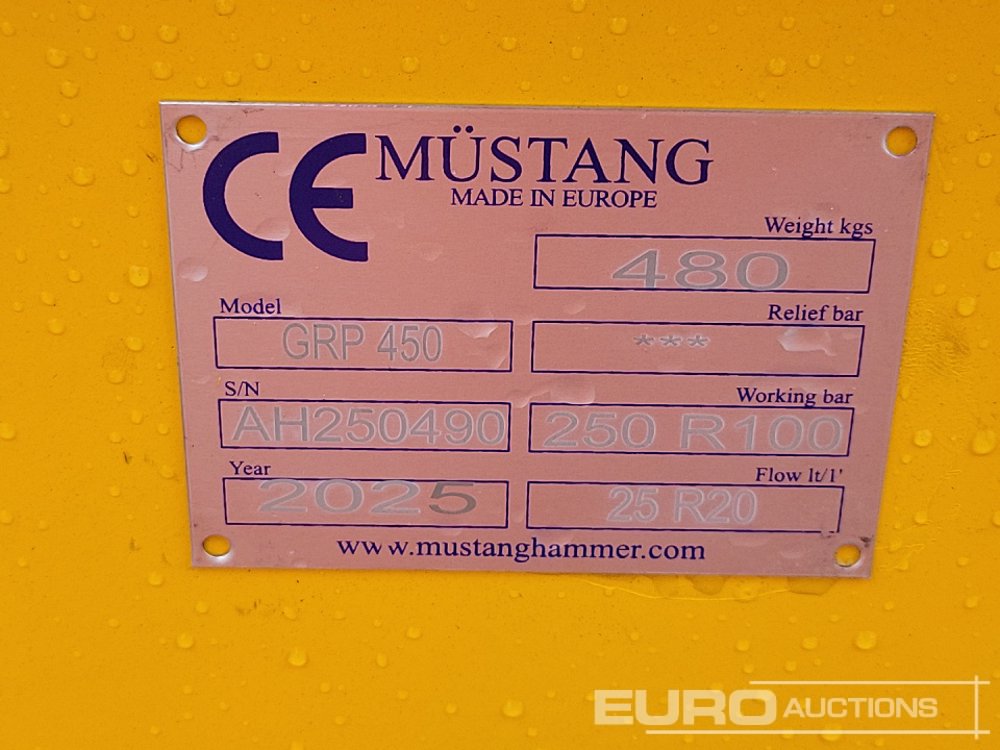 CE MÜSTANG
MADE IN EUROPE
Weight kgs
480
Model
GRP 450
Relief bar
***
S/N
AH250490
Working bar
250 R100
Year
2025
Flow lt/1'
25 R20
www.mustanghammer.com
EURO AUCTIONS